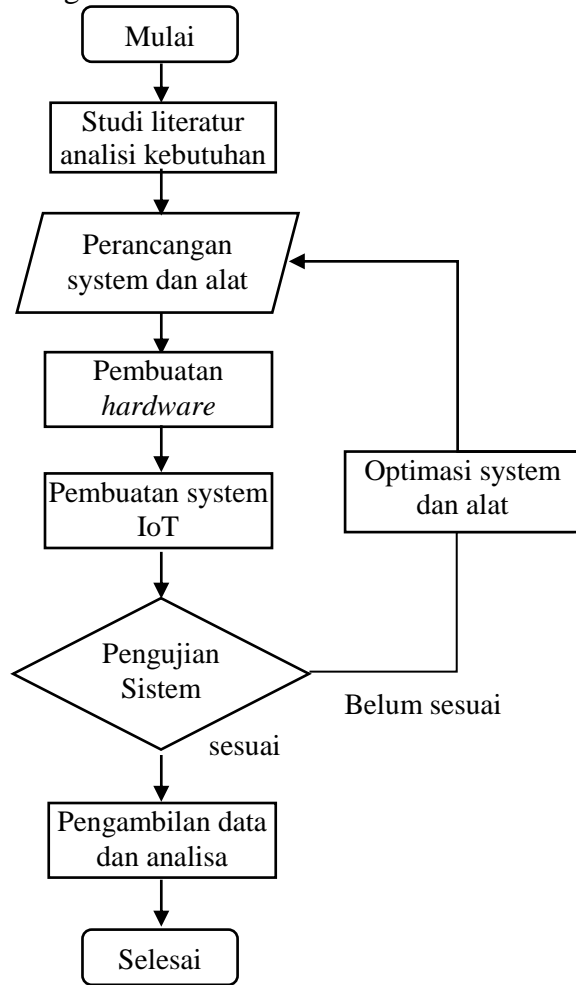 Mulai
Studi literatur
analisi kebutuhan
Perancangan
system dan alat
Pembuatan
hardware
Pembuatan system
IoT
Optimasi system
dan alat
Pengujian
Sistem
Belum sesuai
sesuai
Pengambilan data
dan analisa
Selesai